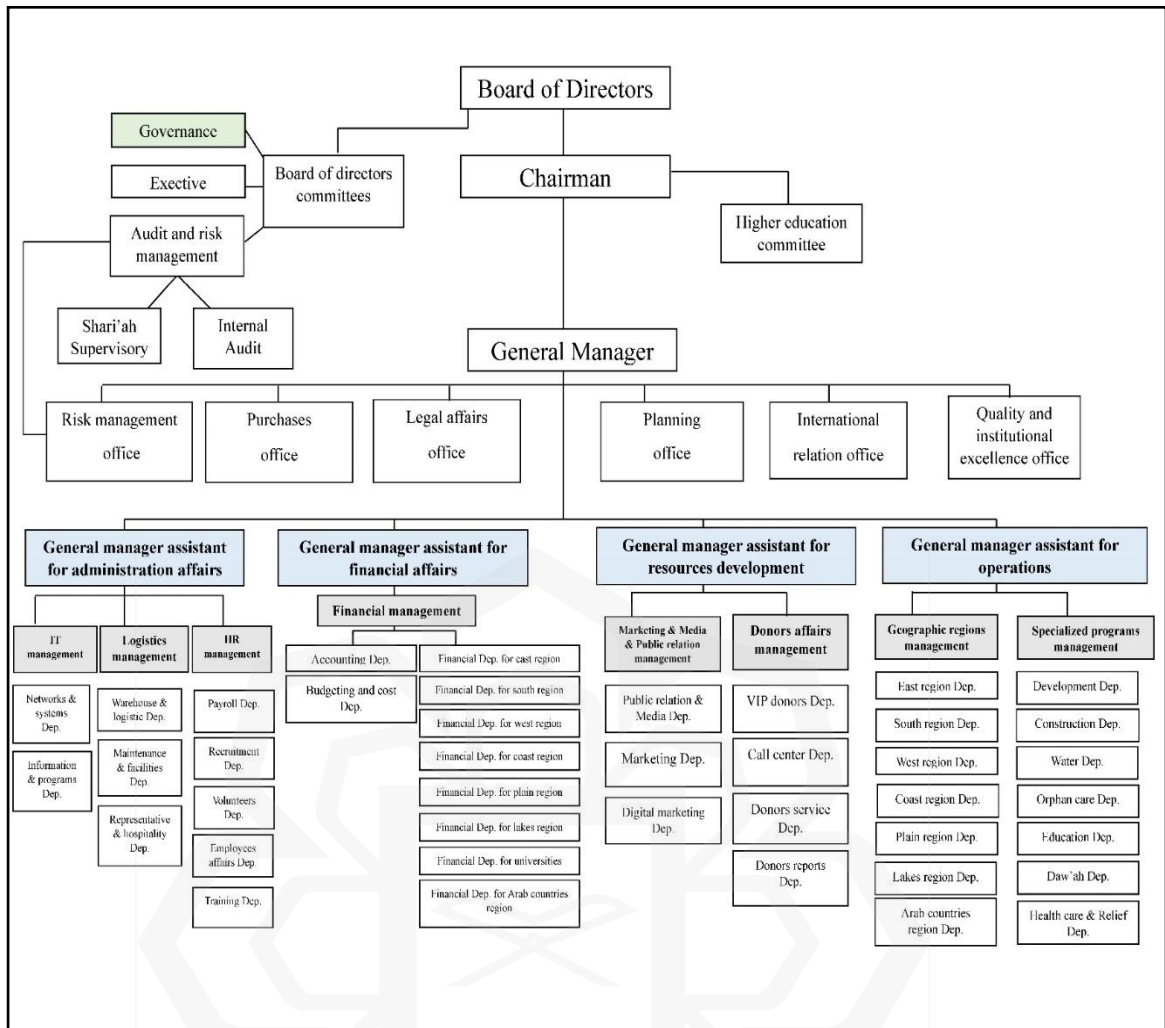 Board of Directors
Governance
Exective
Board of directors
committees
Chairman
Audit and risk
management
Higher education
committee
Shari'ah
Supervisory
Internal
Audit
General Manager
Risk management
office
Purchases
office
Legal affairs
office
Planning
office
International
relation office
Quality and
institutional
excellence office
General manager assistant
for administration affairs
General manager assistant for
financial affairs
General manager assistant for
resources development
General manager assistant for
operations
IT
management
Networks &
systems
Dep.
Information
& programs
Dep.
Logistics
management
Warehouse &
logistic Dep.
Maintenance
& facilities
Dep.
Representative
& hospinality
Dep.
HR
management
Payroll Dep.
Recruitment
Dep.
Volunteers
Dep.
Employees
affairs Dep.
Training Dep.
Financial management
Accounting Dep.
Budgeting and cost
Dep.
Financial Dep. for east region
Financial Dep. for south region
Financial Dep. for west region
Financial Dep. for coast region
Financial Dep. for plain region
Financial Dep. for lakes region
Financial Dep. for universities
Financial Dep. for Arab countries
region
Marketing & Media
& Public relation
management
Public relation &
Media Dep.
Marketing Dep.
Digital marketing
Dep.
Donors affairs
management
VIP donors Dep.
Call center Dep.
Donors service
Dep.
Donors reports
Dep.
Geographic regions
management
East region Dep.
South region Dep.
West region Dep.
Coast region Dep.
Plain region Dep.
Lakes region Dep.
Arab countries
region Dep.
Specialized programs
management
Development Dep.
Construction Dep.
Water Dep.
Orphan care Dep.
Education Dep.
Daw'ah Dep.
Health care & Relief
Dep.